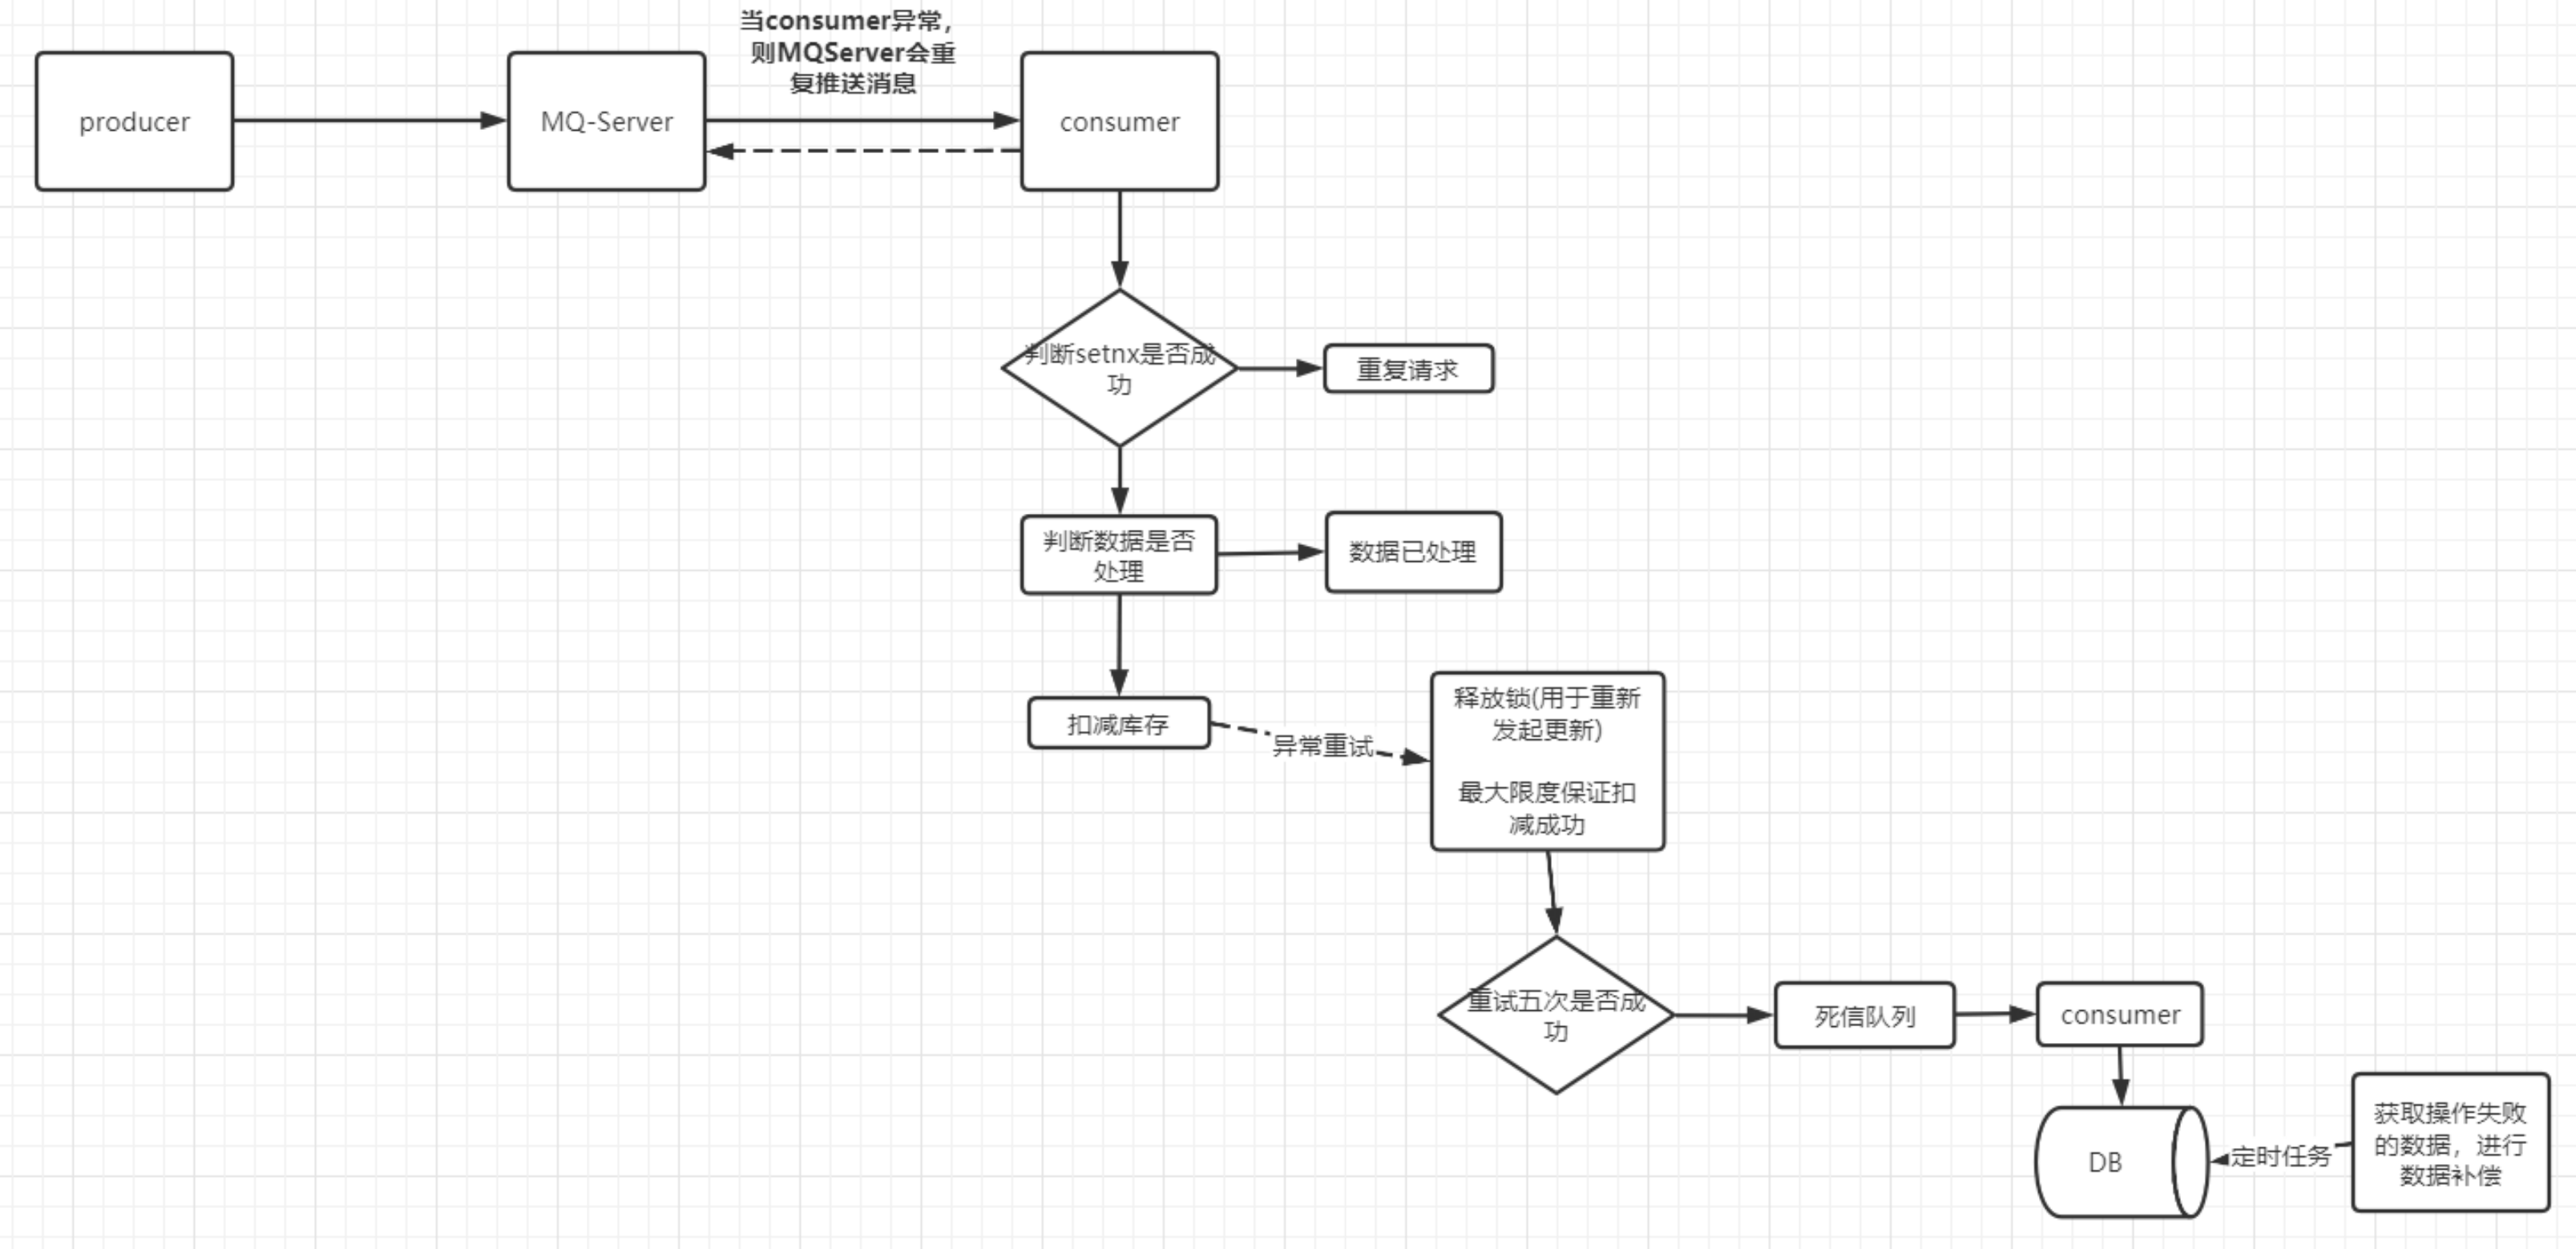 当consumer异常，
则MQServer会重
复推送消息
producer
MQ-Server
consumer
判断setnx是否成
功
重复请求
判断数据是否
处理
数据已处理
扣减库存
异常重试
释放锁(用于重新
发起更新)
最大限度保证扣
减成功
重试五次是否成
功
死信队列
consumer
DB
定时任务
获取操作失败
的数据，进行
数据补偿